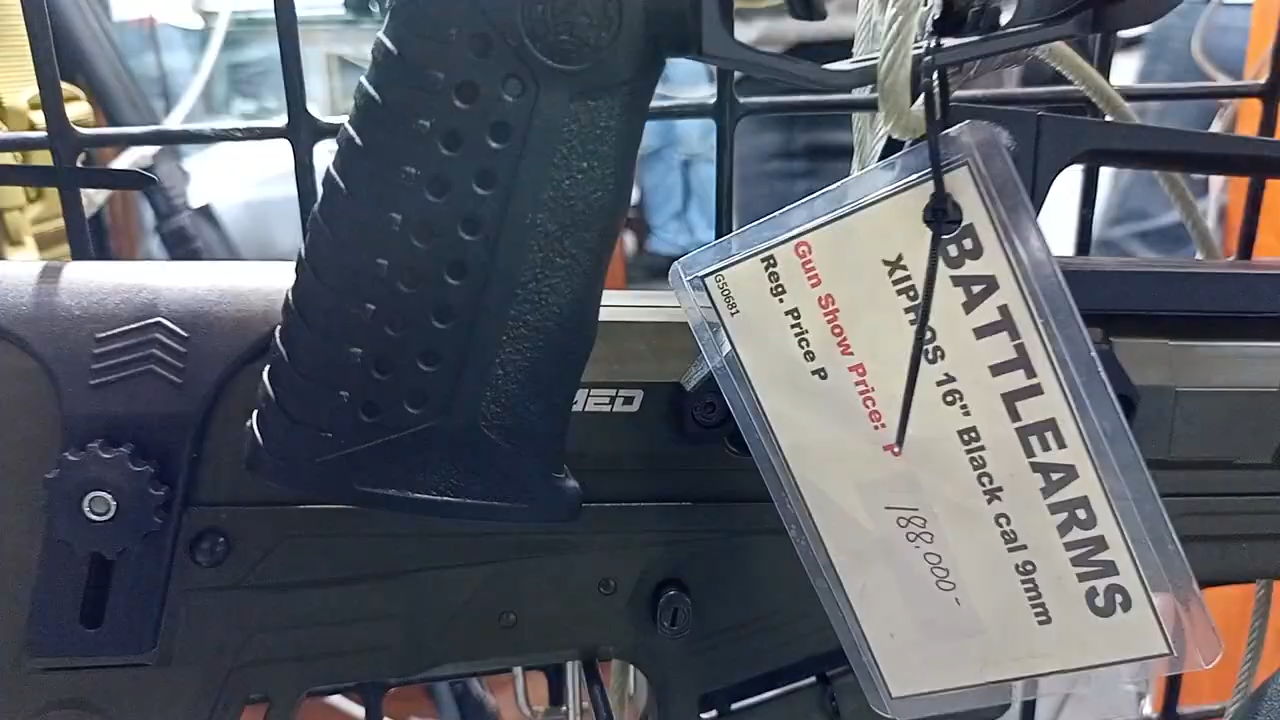 BATTLEARMS
XIPHOS 16" Black cal 9mm
Gun Show Price: P 188,000-
Reg. Price P
G50681